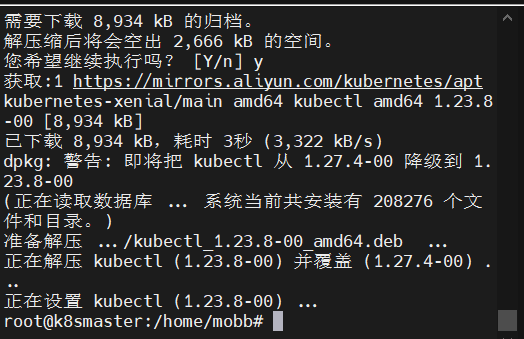 需要下载 8,934 kB 的归档。
解压缩后将会空出 2,666 kB 的空间。
您希望继续执行吗？ [Y/n] y
获取:1 https://mirrors.aliyun.com/kubernetes/apt
kubernetes-xenial/main amd64 kubectl amd64 1.23.8
-00 [8,934 kB]
已下载 8,934 kB，耗时 3秒 (3,322 kB/s)
dpkg: 警告: 即将把 kubectl 从 1.27.4-00 降级到 1.
23.8-00
(正在读取数据库 ... 系统当前共安装有 208276 个文
件和目录。)
准备解压 .../kubectl_1.23.8-00_amd64.deb  ...
正在解压 kubectl (1.23.8-00) 并覆盖 (1.27.4-00) .
..
正在设置 kubectl (1.23.8-00) ...
root@k8smaster:/home/mobb#